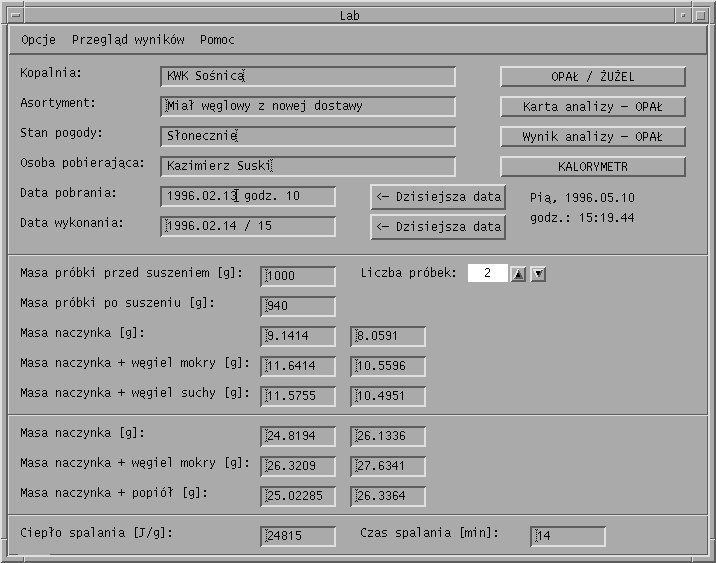 Lab
Opcje Przegląd wyników Pomoc
Kopalnia: KWK Sośnica OPAŁ / ŻUŻEL
Asortyment: Miał węglowy z nowej dostawy Karta analizy – OPAŁ
Stan pogody: Słonecznie Wynik analizy – OPAŁ
Osoba pobierająca: Kazimierz Suski KALORYMETR
Data pobrania: 1996.02.13 godz. 10 <– Dzisiejsza data Pią, 1996.05.10
godz.: 15:19.44
Data wykonania: 1996.02.14 / 15 <– Dzisiejsza data
Masa próbki przed suszeniem [g]: 1000 Liczba próbek: 2
Masa próbki po suszeniu [g]: 940
Masa naczynka [g]: 9.1414 8.0591
Masa naczynka + węgiel mokry [g]: 11.6414 10.5596
Masa naczynka + węgiel suchy [g]: 11.5755 10.4951
Masa naczynka [g]: 24.8194 26.1336
Masa naczynka + węgiel mokry [g]: 26.3209 27.6341
Masa naczynka + popiół [g]: 25.02285 26.3364
Ciepło spalania [J/g]: 24815 Czas spalania [min]: 14